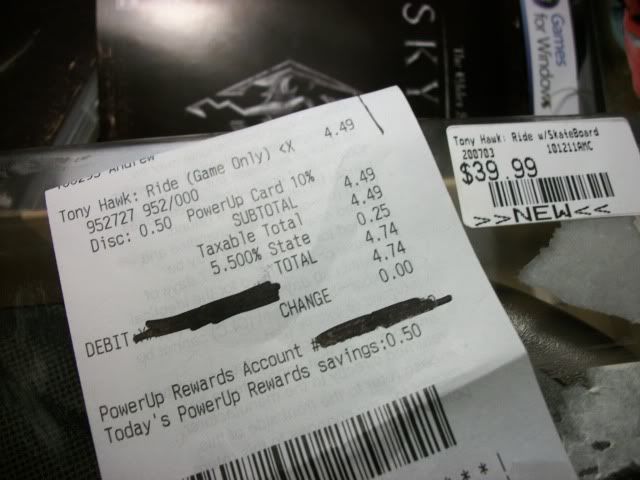 SKY
The Elder
Games
for Windows
Tony Hawk: Ride w/SkateBoard
200703 101211AMC
$39.99
>>NEW<<
Andrew
Tony Hawk: Ride (Game Only) <X 4.49
952727 952/000
Disc: 0.50 PowerUp Card 10%
SUBTOTAL 4.49
Taxable Total 4.49
5.500% State 0.25
TOTAL 4.74
DEBIT 4.74
CHANGE 0.00
PowerUp Rewards Account #
Today's PowerUp Rewards savings:0.50